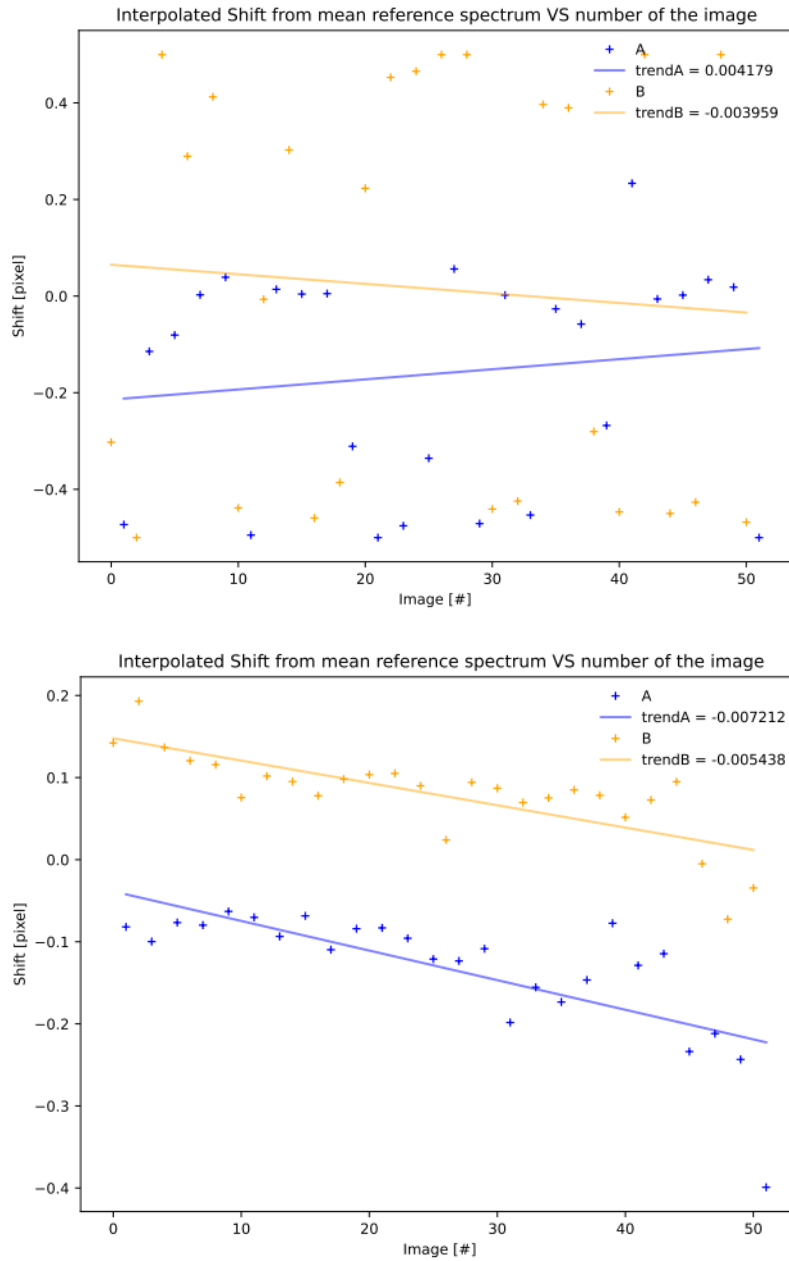 Interpolated Shift from mean reference spectrum VS number of the image
A
trendA = 0.004179
B
trendB = -0.003959
0.4
0.2
0.0
−0.2
−0.4
Shift [pixel]
0 10 20 30 40 50
Image [#]
Interpolated Shift from mean reference spectrum VS number of the image
A
trendA = -0.007212
B
trendB = -0.005438
0.2
0.1
0.0
−0.1
−0.2
−0.3
−0.4
Shift [pixel]
0 10 20 30 40 50
Image [#]